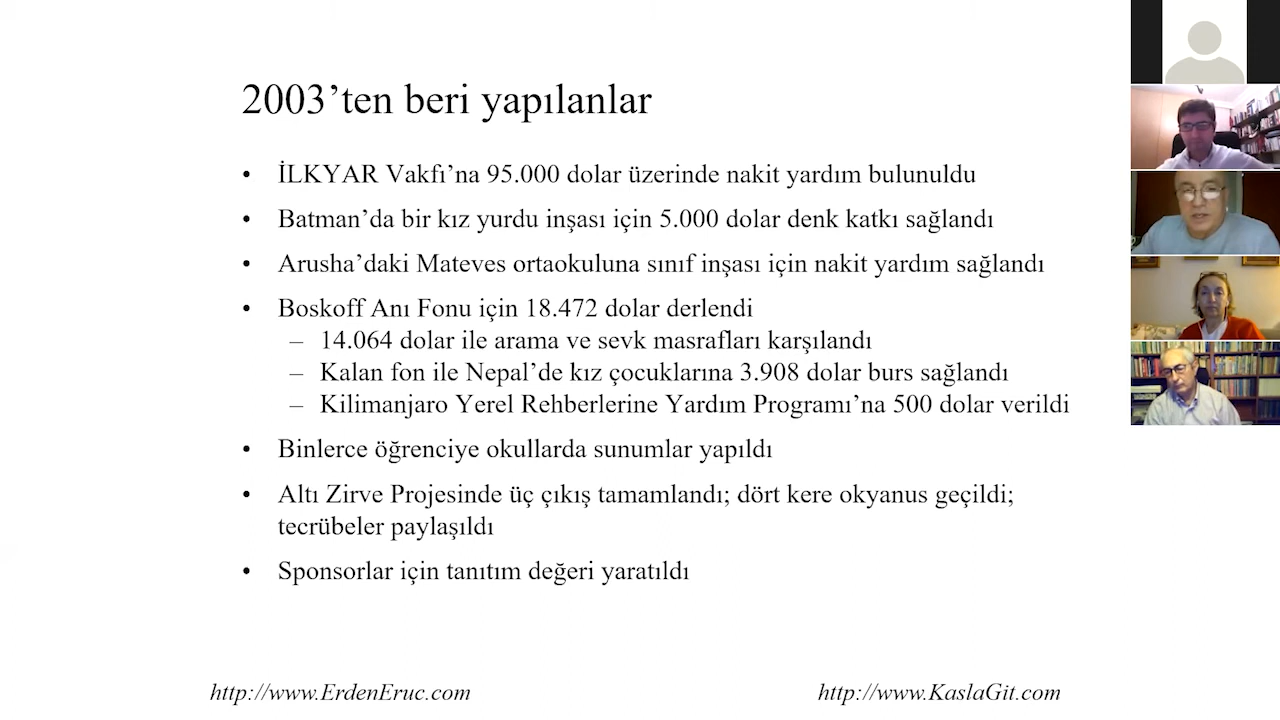 2003’ten beri yapılanlar
• İLKYAR Vakfı’na 95.000 dolar üzerinde nakit yardım bulunuldu
• Batman’da bir kız yurdu inşası için 5.000 dolar denk katkı sağlandı
• Arusha’daki Mateves ortaokuluna sınıf inşası için nakit yardım sağlandı
• Boskoff Anı Fonu için 18.472 dolar derlendi
– 14.064 dolar ile arama ve sevk masrafları karşılandı
– Kalan fon ile Nepal’de kız çocuklarına 3.908 dolar burs sağlandı
– Kilimanjaro Yerel Rehberlerine Yardım Programı’na 500 dolar verildi
• Binlerce öğrenciye okullarda sunumlar yapıldı
• Altı Zirve Projesinde üç çıkış tamamlandı; dört kere okyanus geçildi;
tecrübeler paylaşıldı
• Sponsorlar için tanıtım değeri yaratıldı
http://www.ErdenEruc.com
http://www.KaslaGit.com